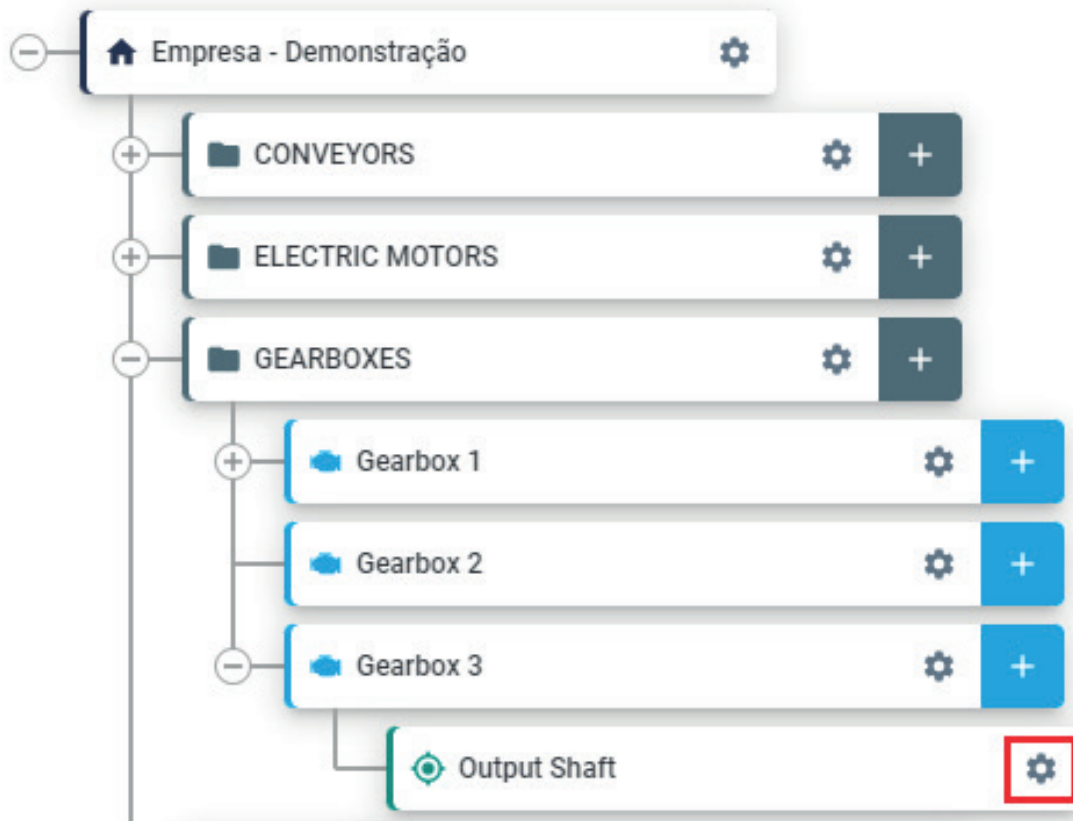 Empresa - Demonstração
CONVEYORS
ELECTRIC MOTORS
GEARBOXES
Gearbox 1
Gearbox 2
Gearbox 3
Output Shaft